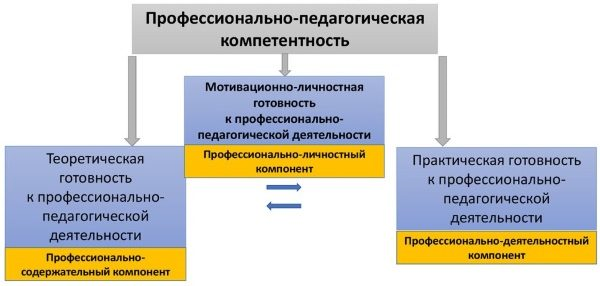 Профессионально-педагогическая
компетентность
Мотивационно-личностная
готовность
к профессионально-
педагогической деятельности
Профессионально-личностный
компонент
Теоретическая
готовность
к профессионально-
педагогической
деятельности
Профессионально-
содержательный компонент
Практическая готовность
к профессионально-
педагогической
деятельности
Профессионально-деятельностный
компонент